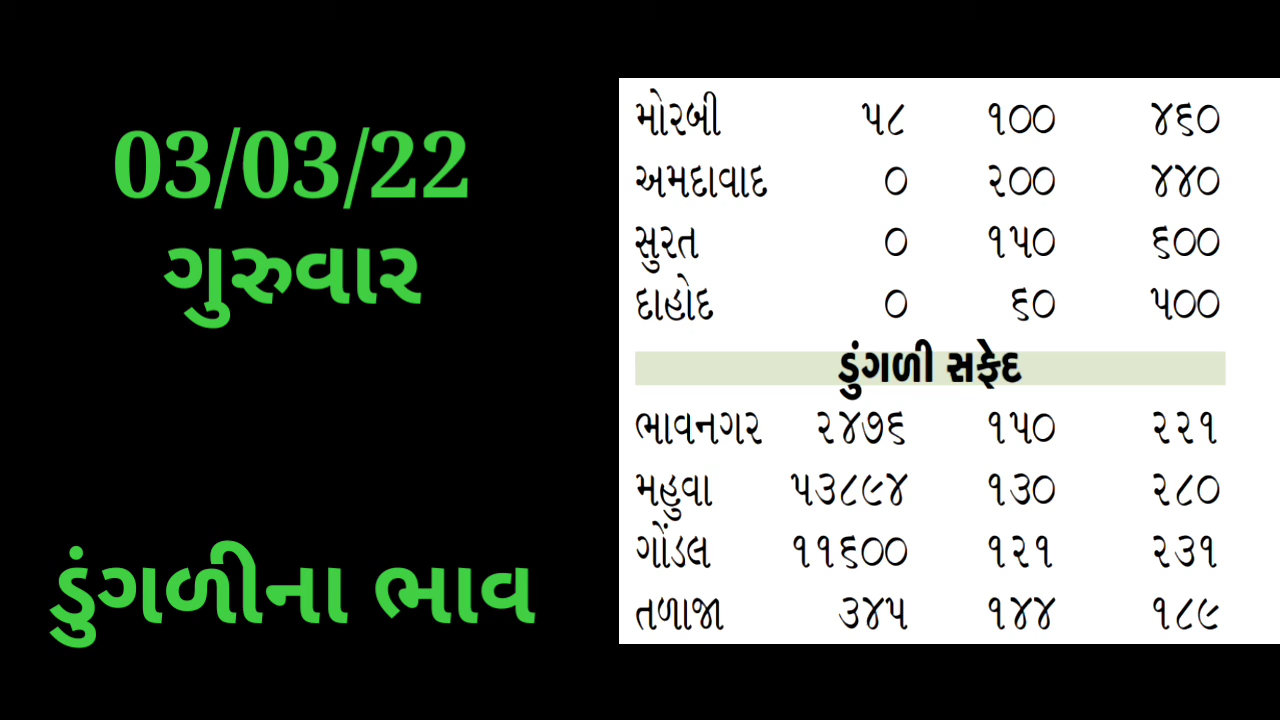 03/03/22
ગુરુવાર
ડુંગળીના ભાવ
મોરબી ૫૮ ૧૦૦ ૪૬૦
અમદાવાદ ૦ ૨૦૦ ૪૪૦
સુરત ૦ ૧૫૦ ૬૦૦
દાહોદ ૦ ૬૦ ૫૦૦
ડુંગળી સફેદ
ભાવનગર ૨૪૭૬ ૧૫૦ ૨૨૧
મહુવા ૫૩૮૯૪ ૧૩૦ ૨૮૦
ગોંડલ ૧૧૬૦૦ ૧૨૧ ૨૩૧
તળાજા ૩૪૫ ૧૪૪ ૧૮૯